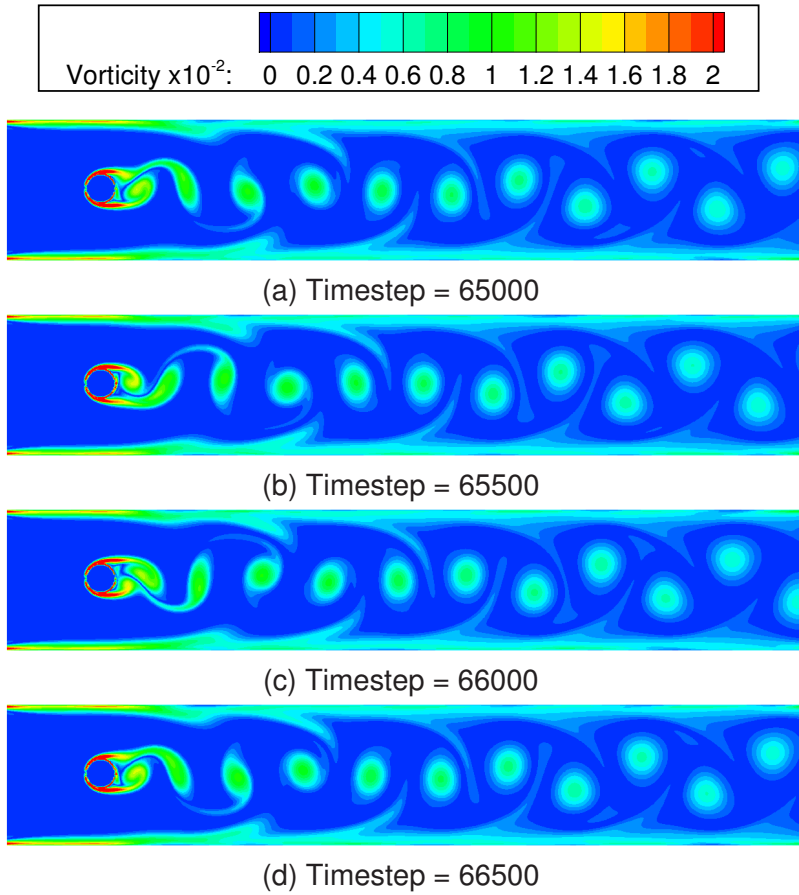 Vorticity x10-2: 0 0.2 0.4 0.6 0.8 1 1.2 1.4 1.6 1.8 2
(a) Timestep = 65000
(b) Timestep = 65500
(c) Timestep = 66000
(d) Timestep = 66500